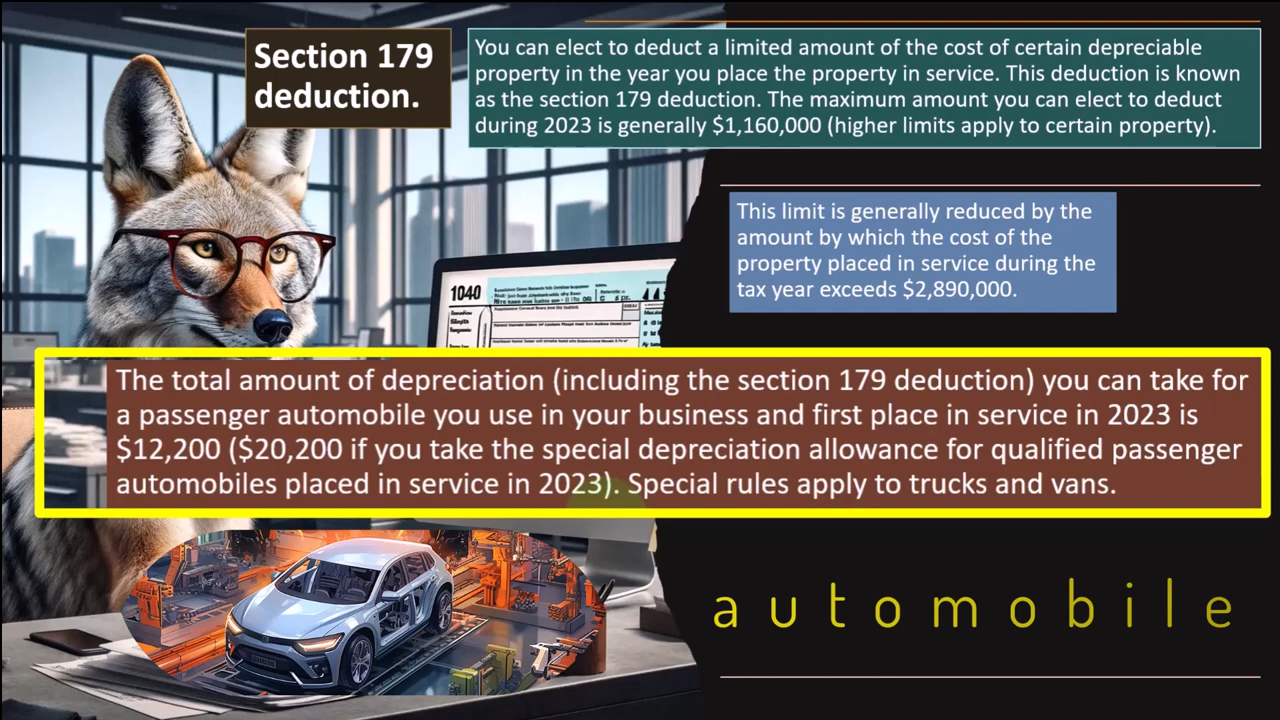 Section 179
deduction.
You can elect to deduct a limited amount of the cost of certain depreciable
property in the year you place the property in service. This deduction is known
as the section 179 deduction. The maximum amount you can elect to deduct
during 2023 is generally $1,160,000 (higher limits apply to certain property).
This limit is generally reduced by the
amount by which the cost of the
property placed in service during the
tax year exceeds $2,890,000.
1040
The total amount of depreciation (including the section 179 deduction) you can take for
a passenger automobile you use in your business and first place in service in 2023 is
$12,200 ($20,200 if you take the special depreciation allowance for qualified passenger
automobiles placed in service in 2023). Special rules apply to trucks and vans.
automobile